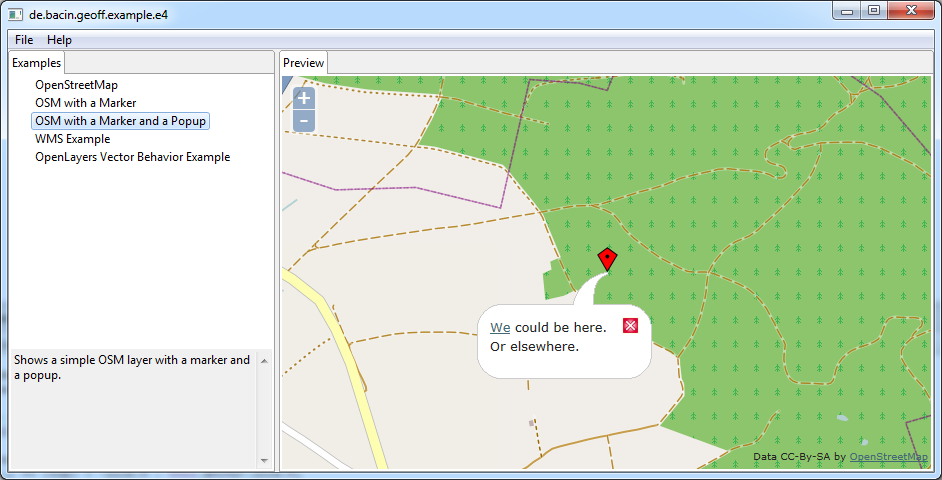 de.bacin.geoff.example.e4
File Help
Examples
OpenStreetMap
OSM with a Marker
OSM with a Marker and a Popup
WMS Example
OpenLayers Vector Behavior Example
Shows a simple OSM layer with a marker and
a popup.
Preview
+
-
We could be here.
Or elsewhere.
Data CC-By-SA by OpenStreetMap